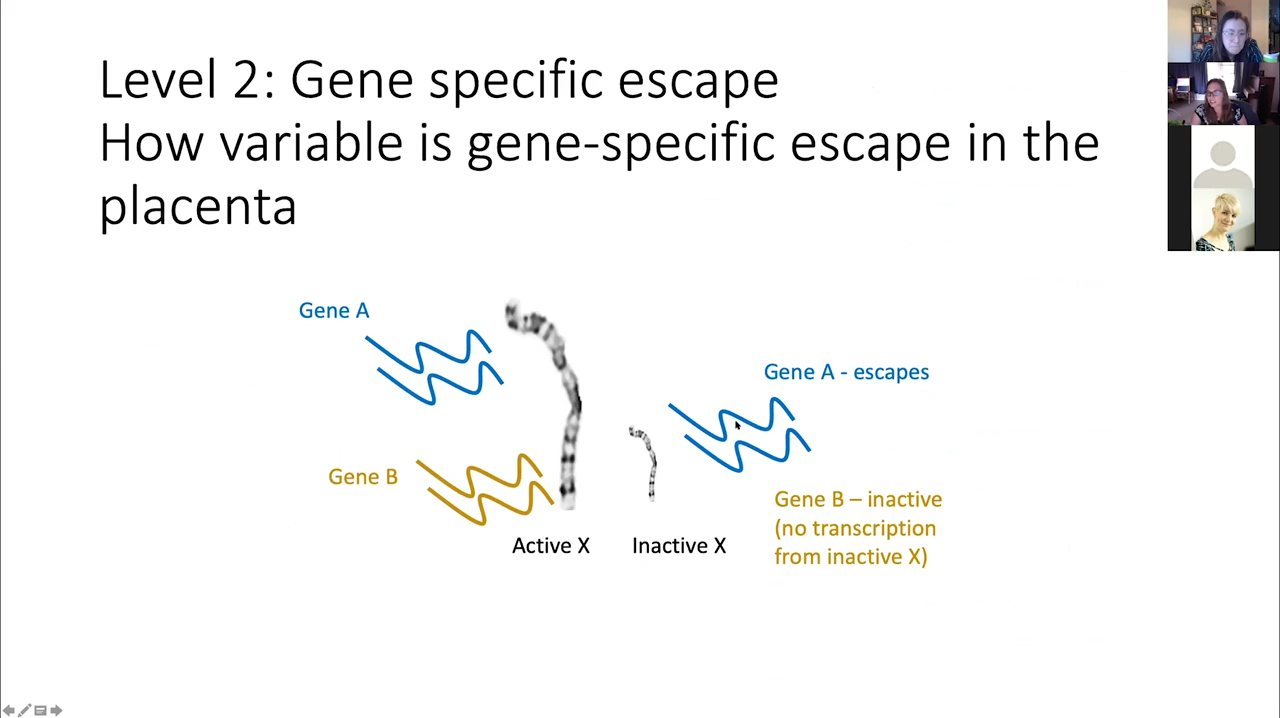 Level 2: Gene specific escape
How variable is gene-specific escape in the
placenta
Gene A
Gene A - escapes
Gene B
Gene B – inactive
(no transcription
from inactive X)
Active X
Inactive X